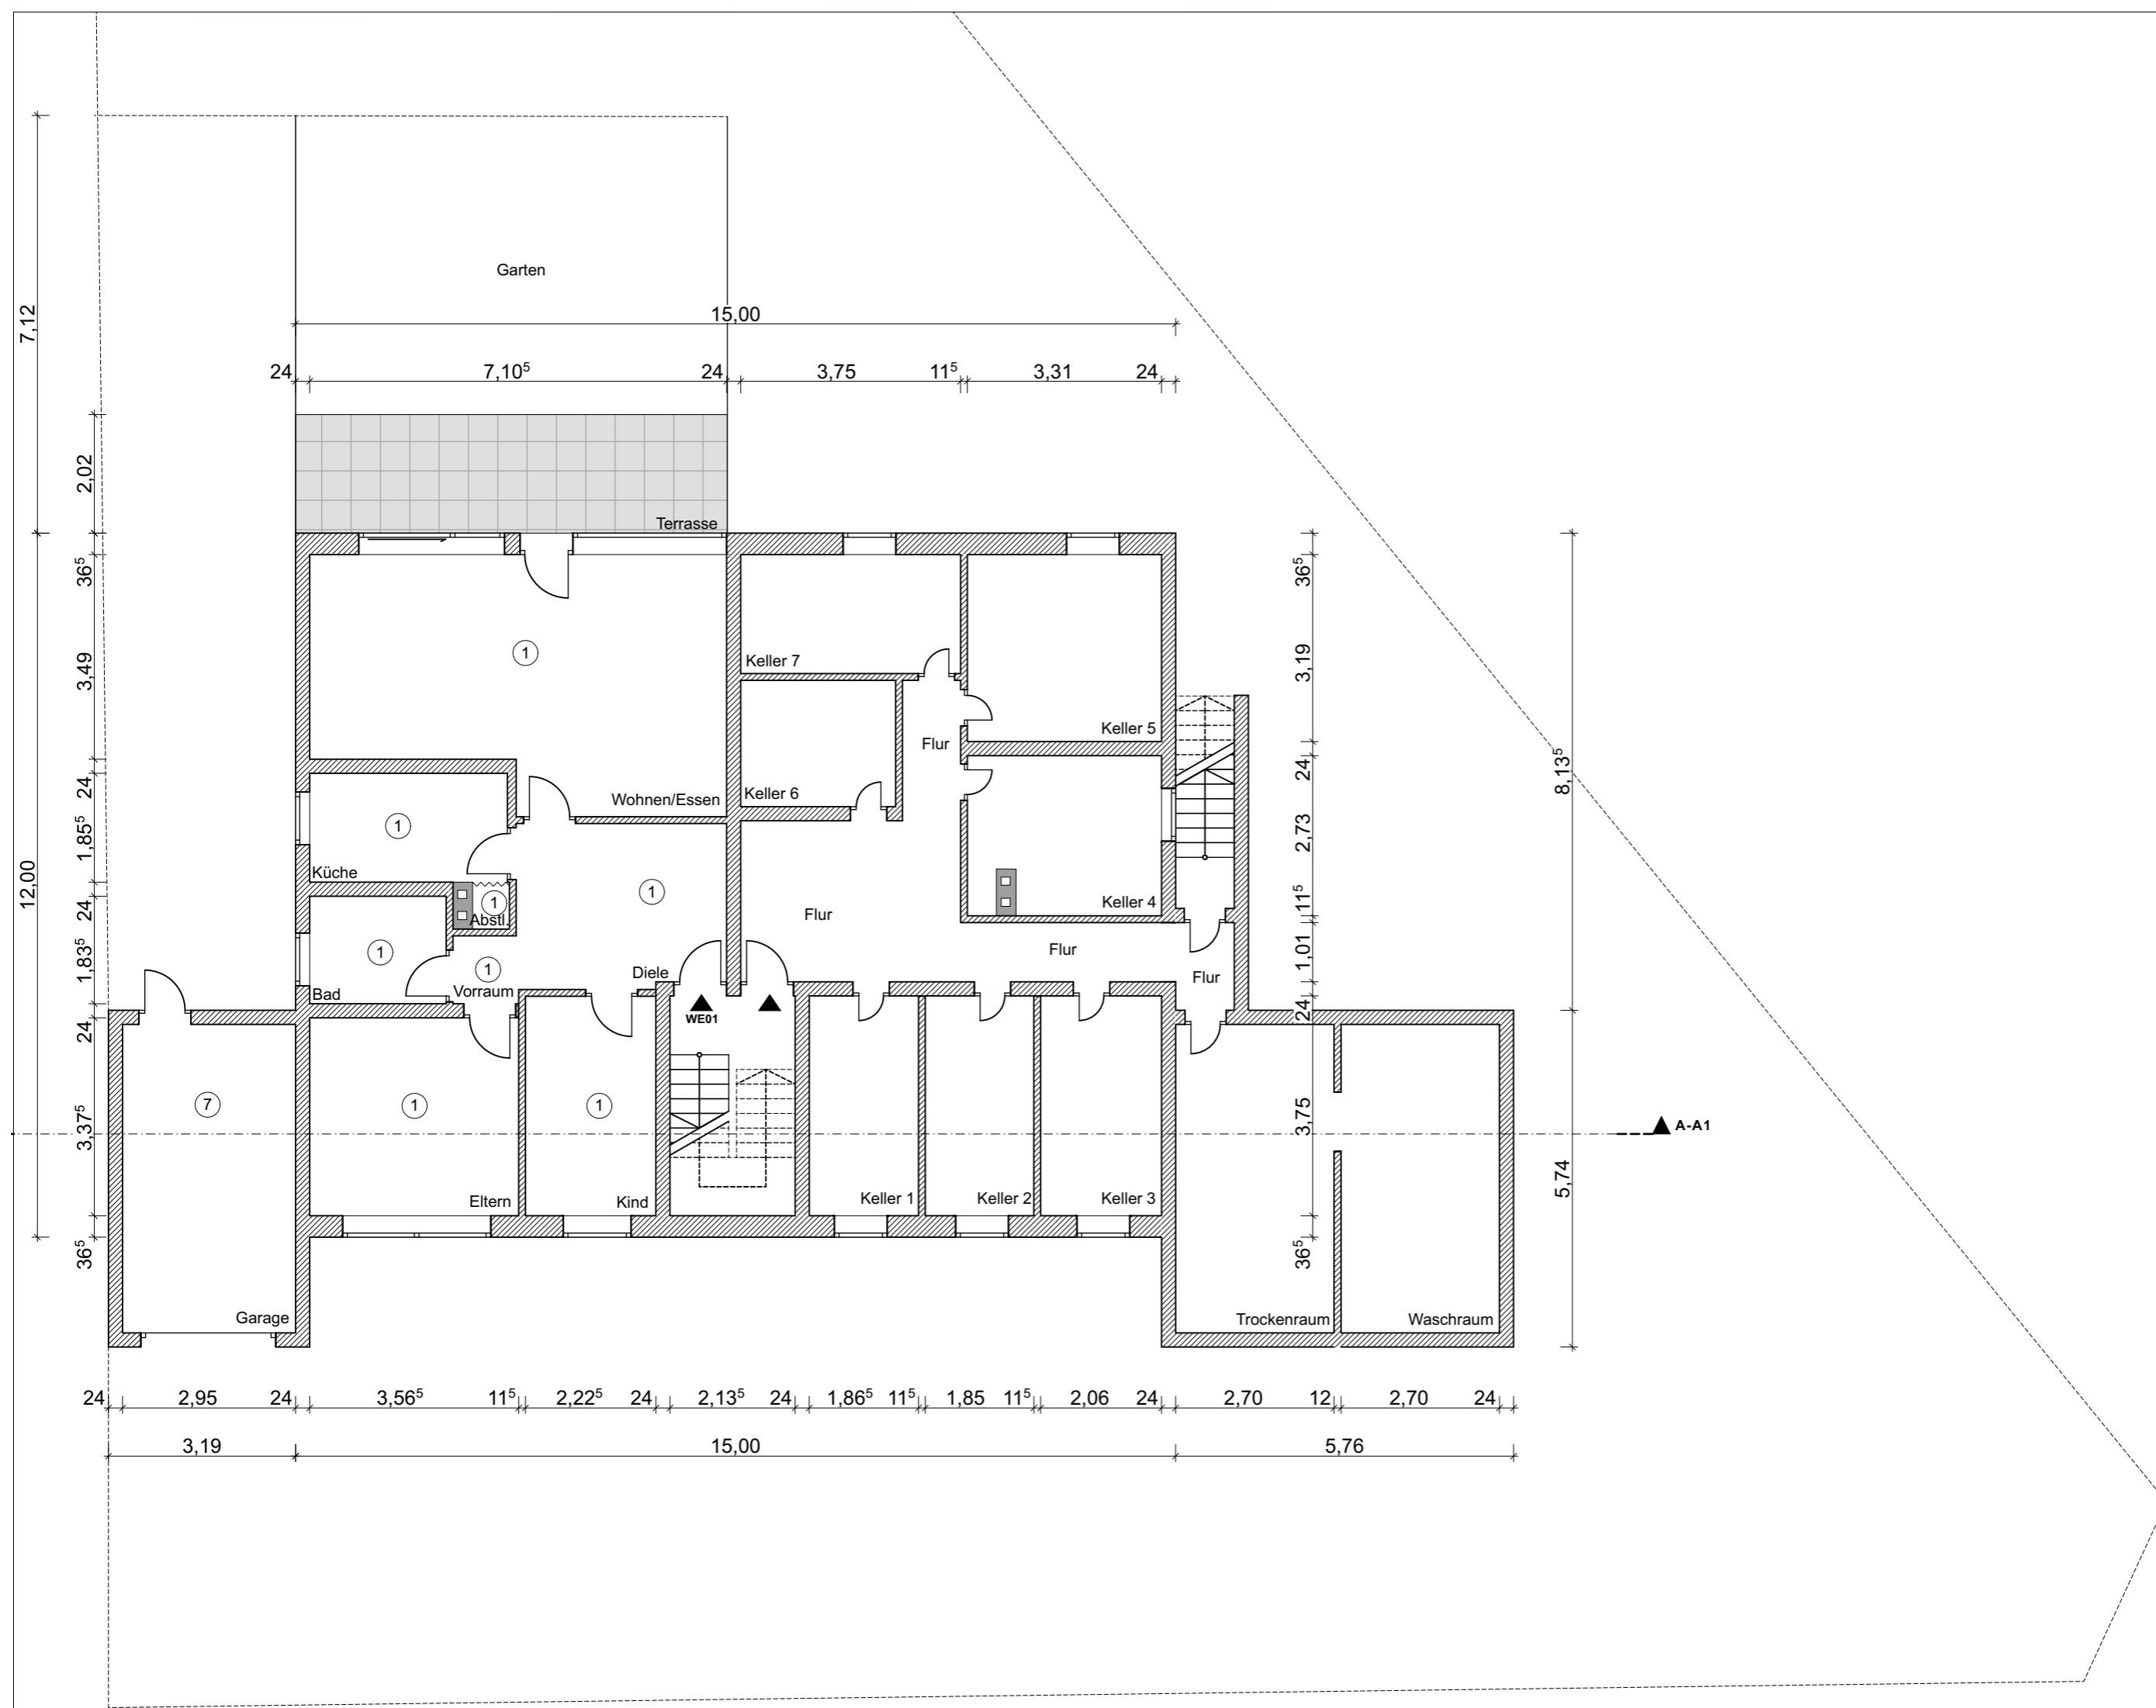 Garten
7,12
15,00
24 7,10⁵ 24 3,75 11⁵ 3,31 24
2,02
Terrasse
36⁵
36⁵
3,49
1
3,19
8,13⁵
Keller 7
Keller 5
Flur
24
24
Keller 6
Wohnen/Essen
1
1,85⁵
2,73
Küche
12,00
1
1
24
Abstl.
Flur
Keller 4
11⁵
1,83⁵
1
1
Vorraum
Diele
Flur
1,01
Flur
Bad
WE01
24
24
7
1
1
3,37⁵
3,75
A-A1
5,74
Eltern
Kind
Keller 1
Keller 2
Keller 3
36⁵
36⁵
Garage
Trockenraum
Waschraum
24 2,95 24 3,56⁵ 11⁵ 2,22⁵ 24 2,13⁵ 24 1,86⁵ 11⁵ 1,85 11⁵ 2,06 24 2,70 12 2,70 24
3,19 15,00 5,76